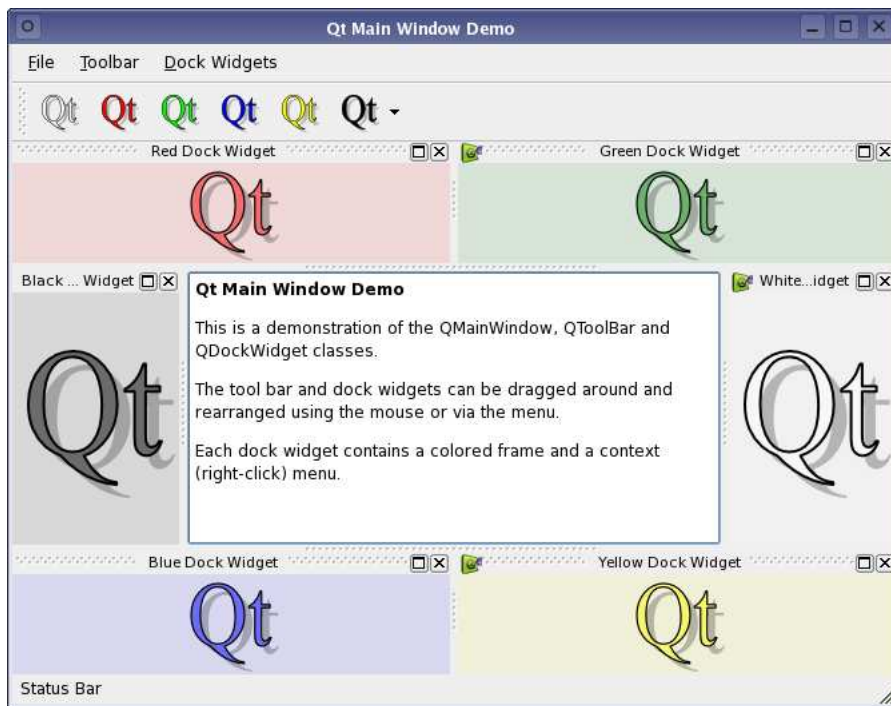 Qt Main Window Demo
File Toolbar Dock Widgets
Qt Qt Qt Qt Qt Qt
Red Dock Widget
Green Dock Widget
Qt
Qt
Black ... Widget
Qt
Qt Main Window Demo
This is a demonstration of the QMainWindow, QToolBar and
QDockWidget classes.
The tool bar and dock widgets can be dragged around and
rearranged using the mouse or via the menu.
Each dock widget contains a colored frame and a context
(right-click) menu.
White...idget
Qt
Blue Dock Widget
Yellow Dock Widget
Qt
Qt
Status Bar